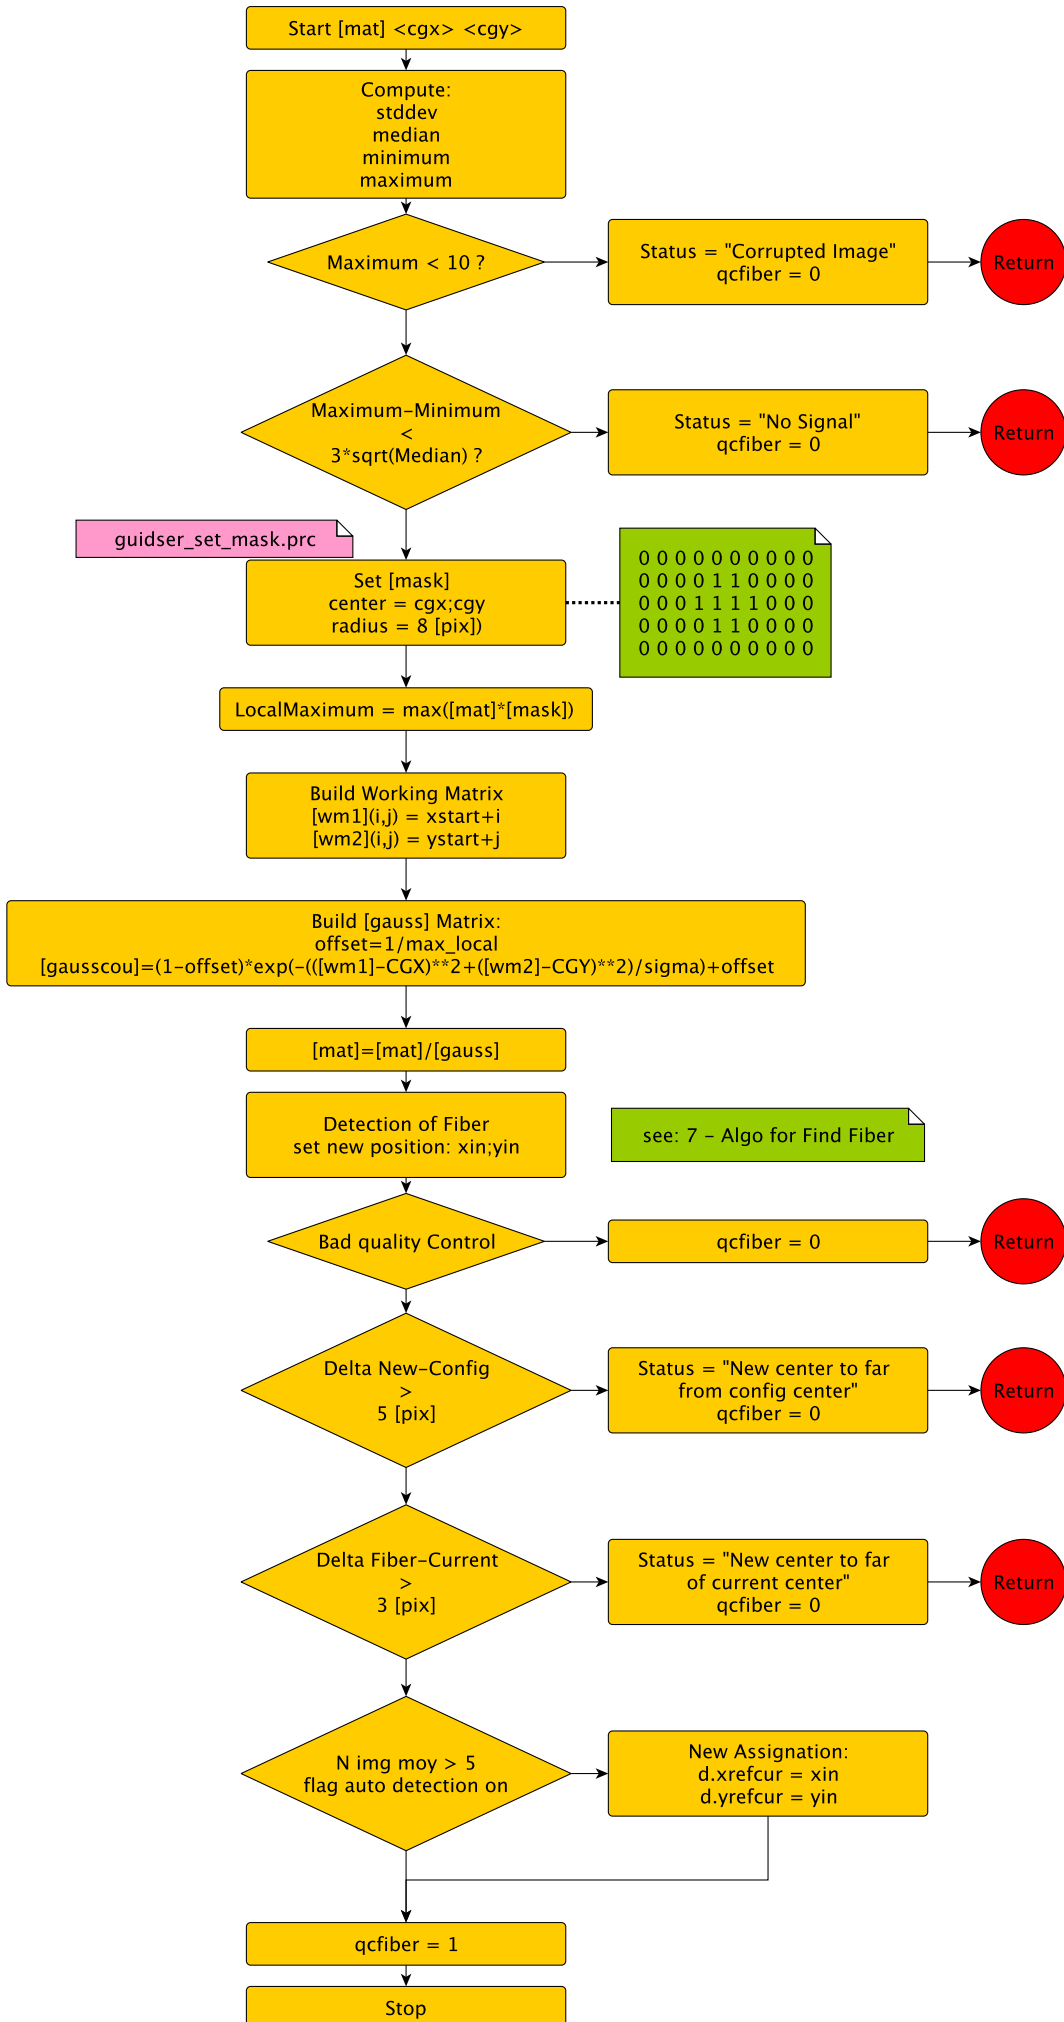 Start [mat] <cgx> <cgy>
Compute:
stddev
median
minimum
maximum
Maximum < 10 ?
Status = "Corrupted Image"
qcfiber = 0
Return
Maximum-Minimum
<
3*sqrt(Median) ?
Status = "No Signal"
qcfiber = 0
Return
guidser_set_mask.prc
Set [mask]
center = cgx;cgy
radius = 8 [pix])
0 0 0 0 0 0 0 0 0 0
0 0 0 0 1 1 0 0 0 0
0 0 0 1 1 1 1 0 0 0
0 0 0 0 1 1 0 0 0 0
0 0 0 0 0 0 0 0 0 0
LocalMaximum = max([mat]*[mask])
Build Working Matrix
[wm1](i,j) = xstart+i
[wm2](i,j) = ystart+j
Build [gauss] Matrix:
offset=1/max_local
[gausscou]=(1-offset)*exp(-(([wm1]-CGX)**2+([wm2]-CGY)**2)/sigma)+offset
[mat]=[mat]/[gauss]
Detection of Fiber
set new position: xin;yin
see: 7 - Algo for Find Fiber
Bad quality Control
qcfiber = 0
Return
Delta New-Config
>
5 [pix]
Status = "New center to far
from config center"
qcfiber = 0
Return
Delta Fiber-Current
>
3 [pix]
Status = "New center to far
of current center"
qcfiber = 0
Return
N img moy > 5
flag auto detection on
New Assignation:
d.xrefcur = xin
d.yrefcur = yin
qcfiber = 1
Stop